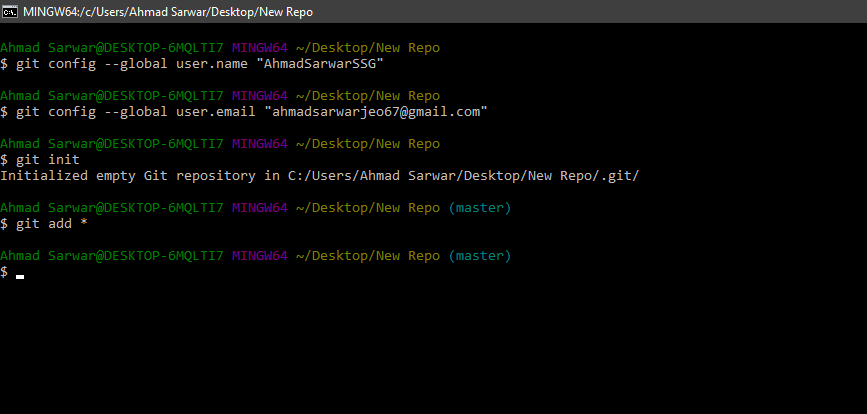 MINGW64:/c/Users/Ahmad Sarwar/Desktop/New Repo
Ahmad Sarwar@DESKTOP-6MQLTI7 MINGW64 ~/Desktop/New Repo
$ git config --global user.name "AhmadSarwarSSG"
Ahmad Sarwar@DESKTOP-6MQLTI7 MINGW64 ~/Desktop/New Repo
$ git config --global user.email "ahmadsarwarjeo67@gmail.com"
Ahmad Sarwar@DESKTOP-6MQLTI7 MINGW64 ~/Desktop/New Repo
$ git init
Initialized empty Git repository in C:/Users/Ahmad Sarwar/Desktop/New Repo/.git/
Ahmad Sarwar@DESKTOP-6MQLTI7 MINGW64 ~/Desktop/New Repo (master)
$ git add *
Ahmad Sarwar@DESKTOP-6MQLTI7 MINGW64 ~/Desktop/New Repo (master)
$